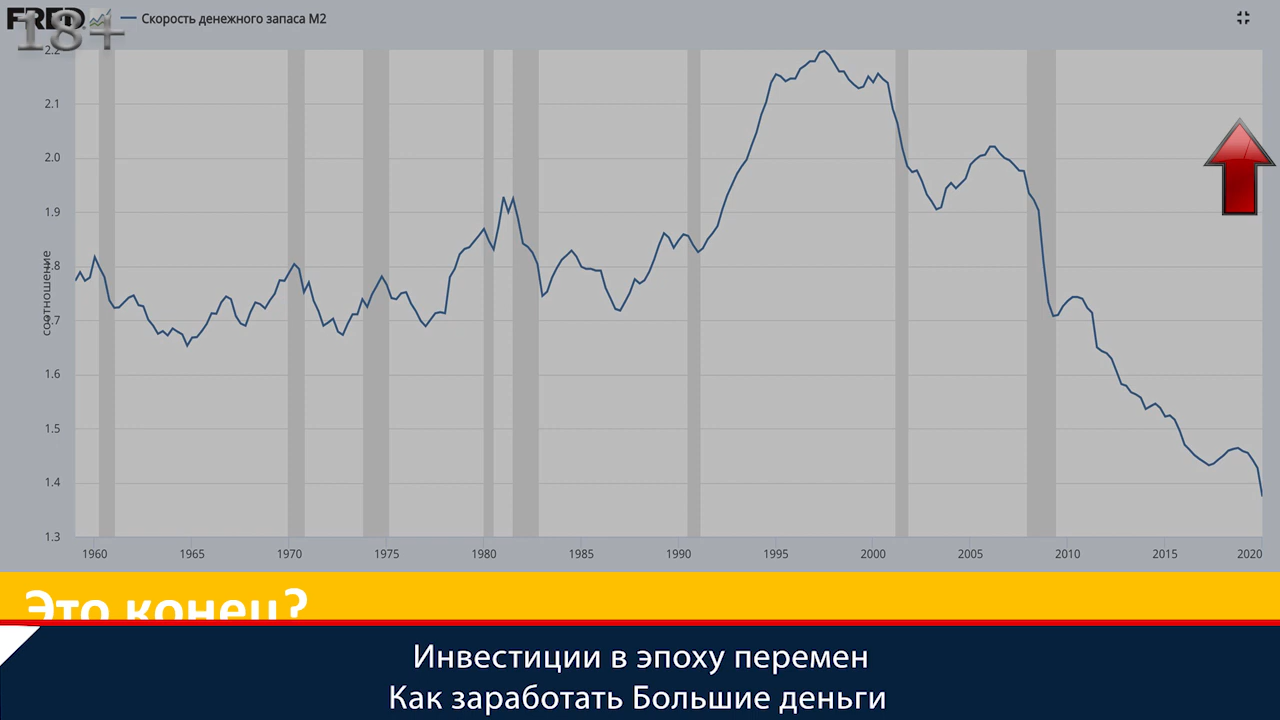 FRED
Скорость денежного запаса M2
18+
2.2
2.1
2.0
1.9
1.8
1.7
1.6
1.5
1.4
1.3
соотношение
1960 1965 1970 1975 1980 1985 1990 1995 2000 2005 2010 2015 2020
Это конец?
Инвестиции в эпоху перемен
Как заработать Большие деньги